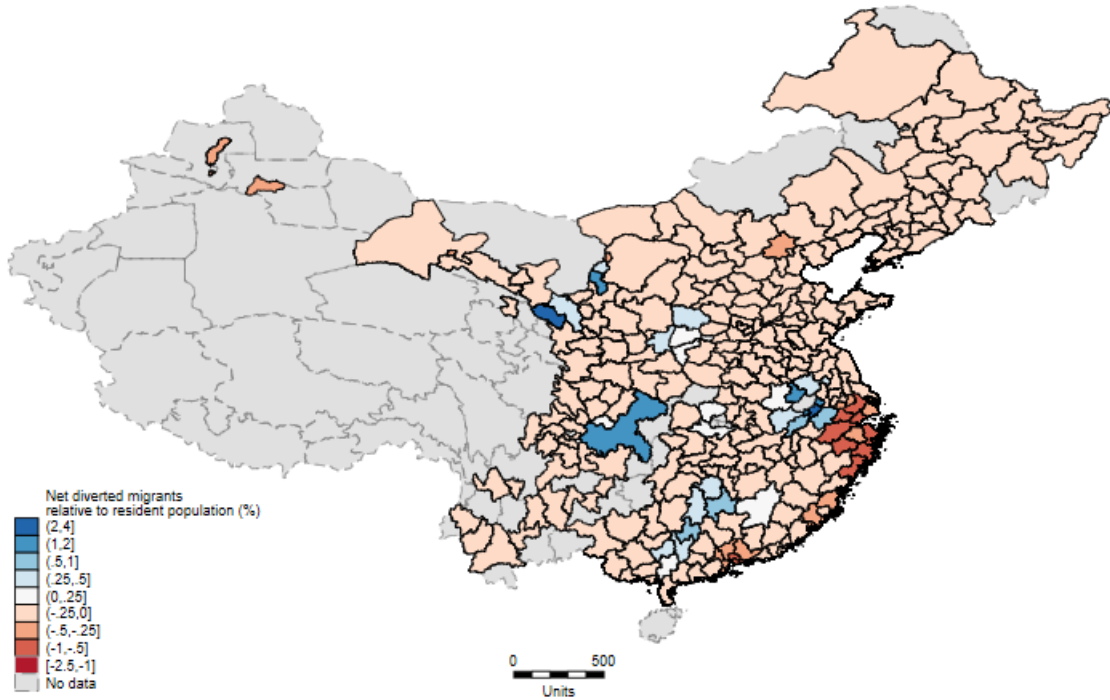 Net diverted migrants
relative to resident population (%)
(2,4]
(1,2]
(.5,1]
(.25,.5]
(0,.25]
(-.25,0]
(-.5,-.25]
(-1,-.5]
[-2.5,-1]
No data
0 500
Units